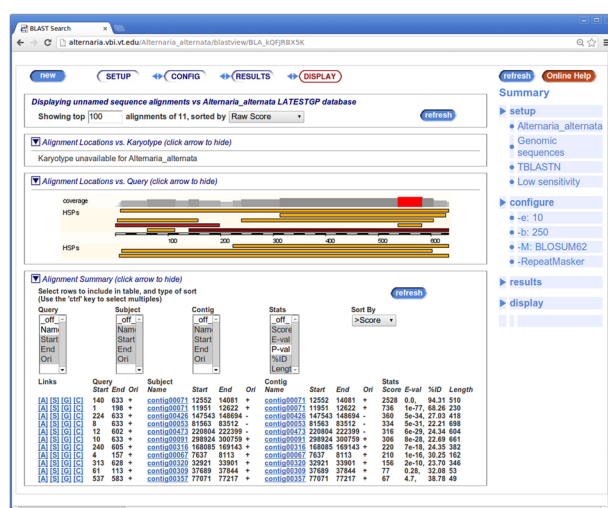 BLAST Search
alternaria.vbi.vt.edu/Alternaria_alternata/blastview/BLA_kQFjRBX5K
new SETUP CONFIG RESULTS DISPLAY refresh Online Help
Displaying unnamed sequence alignments vs Alternaria_alternata LATESTGP database
Showing top 100 alignments of 11, sorted by Raw Score refresh
Alignment Locations vs. Karyotype (click arrow to hide)
Karyotype unavailable for Alternaria_alternata
Alignment Locations vs. Query (click arrow to hide)
coverage
HSPs
100 200 300 400 500 600
HSPs
Alignment Summary (click arrow to hide)
Select rows to include in table, and type of sort
(Use the 'ctrl' key to select multiples)
refresh
Query Subject Contig Stats Sort By
_off_ _off_ _off_ _off_ >Score
Name Name Name Score
Start Start Start E-val
End End End P-val
Ori Ori Ori %ID
Lengt
Links Query Subject Contig Stats
Start End Ori Name Start End Ori Name Start End Ori Score E-val %ID Length
[A] [S] [G] [C] 140 633 + contig00071 12552 14081 + contig00071 12552 14081 + 2528 0.0, 94.31 510
[A] [S] [G] [C] 1 198 + contig00071 11951 12622 + contig00071 11951 12622 + 736 1e-77, 68.26 230
[A] [S] [G] [C] 224 633 + contig00426 147543 148694 - contig00426 147543 148694 - 360 5e-34, 27.03 418
[A] [S] [G] [C] 8 633 + contig00053 81563 83512 - contig00053 81563 83512 - 334 5e-31, 22.21 698
[A] [S] [G] [C] 12 602 + contig00473 220804 222399 - contig00473 220804 222399 - 316 6e-29, 24.34 604
[A] [S] [G] [C] 10 633 + contig00091 298924 300759 + contig00091 298924 300759 + 306 8e-28, 22.69 661
[A] [S] [G] [C] 240 605 + contig00316 168085 169143 + contig00316 168085 169143 + 220 7e-18, 24.35 382
[A] [S] [G] [C] 4 157 + contig00067 7637 8113 + contig00067 7637 8113 + 210 1e-16, 30.25 162
[A] [S] [G] [C] 313 628 + contig00320 32921 33901 + contig00320 32921 33901 + 156 2e-10, 23.70 346
[A] [S] [G] [C] 61 113 + contig00309 37689 37844 + contig00309 37689 37844 + 77 0.28, 32.08 53
[A] [S] [G] [C] 537 583 + contig00357 77071 77217 + contig00357 77071 77217 + 67 4.7, 38.78 49
Summary
setup
Alternaria_alternata
Genomic
sequences
TBLASTN
Low sensitivity
configure
-e: 10
-b: 250
-M: BLOSUM62
-RepeatMasker
results
display